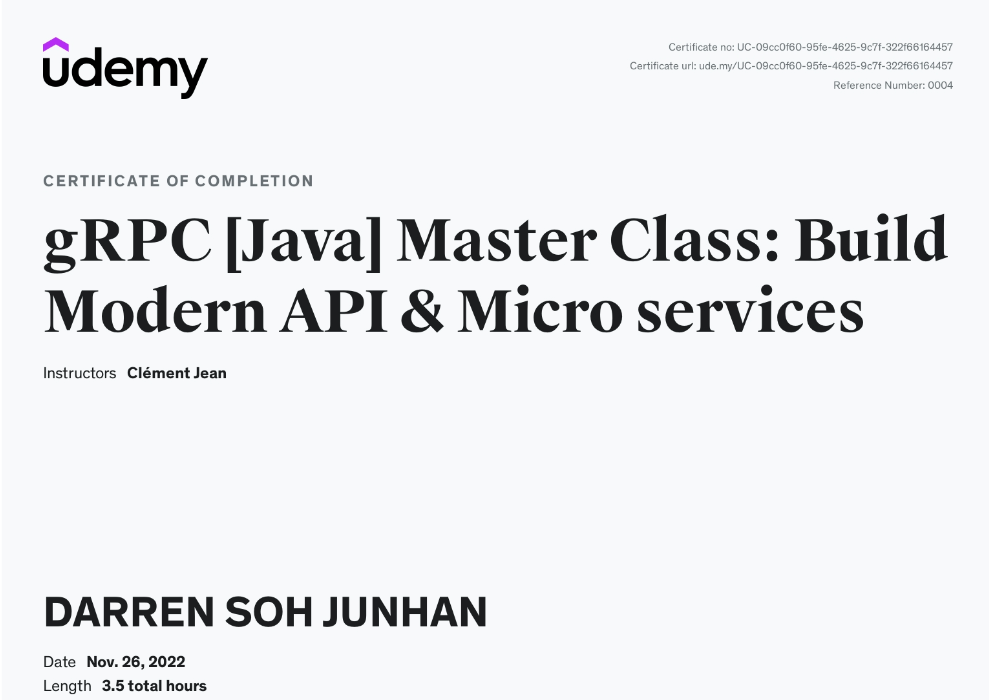 udemy
Certificate no: UC-09cc0f60-95fe-4625-9c7f-322f66164457
Certificate url: ude.my/UC-09cc0f60-95fe-4625-9c7f-322f66164457
Reference Number: 0004
CERTIFICATE OF COMPLETION
gRPC [Java] Master Class: Build
Modern API & Micro services
Instructors Clément Jean
DARREN SOH JUNHAN
Date Nov. 26, 2022
Length 3.5 total hours